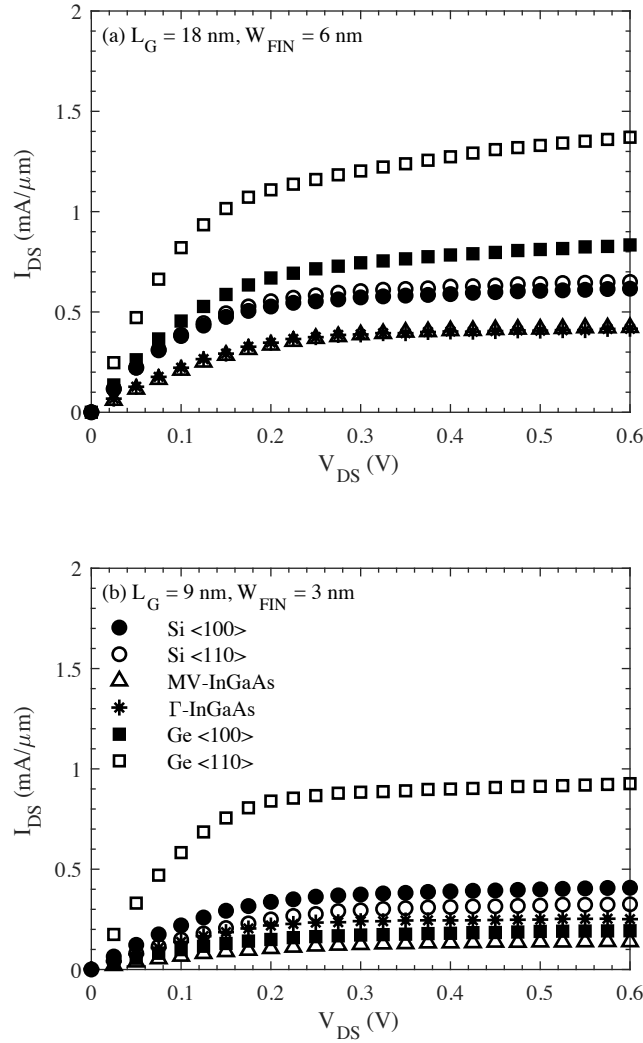 2
(a) L_G = 18 nm, W_FIN = 6 nm
1.5
1
0.5
0
I_DS (mA/μm)
0 0.1 0.2 0.3 0.4 0.5 0.6
V_DS (V)
2
(b) L_G = 9 nm, W_FIN = 3 nm
Si <100>
Si <110>
MV-InGaAs
Γ-InGaAs
Ge <100>
Ge <110>
1.5
1
0.5
0
I_DS (mA/μm)
0 0.1 0.2 0.3 0.4 0.5 0.6
V_DS (V)